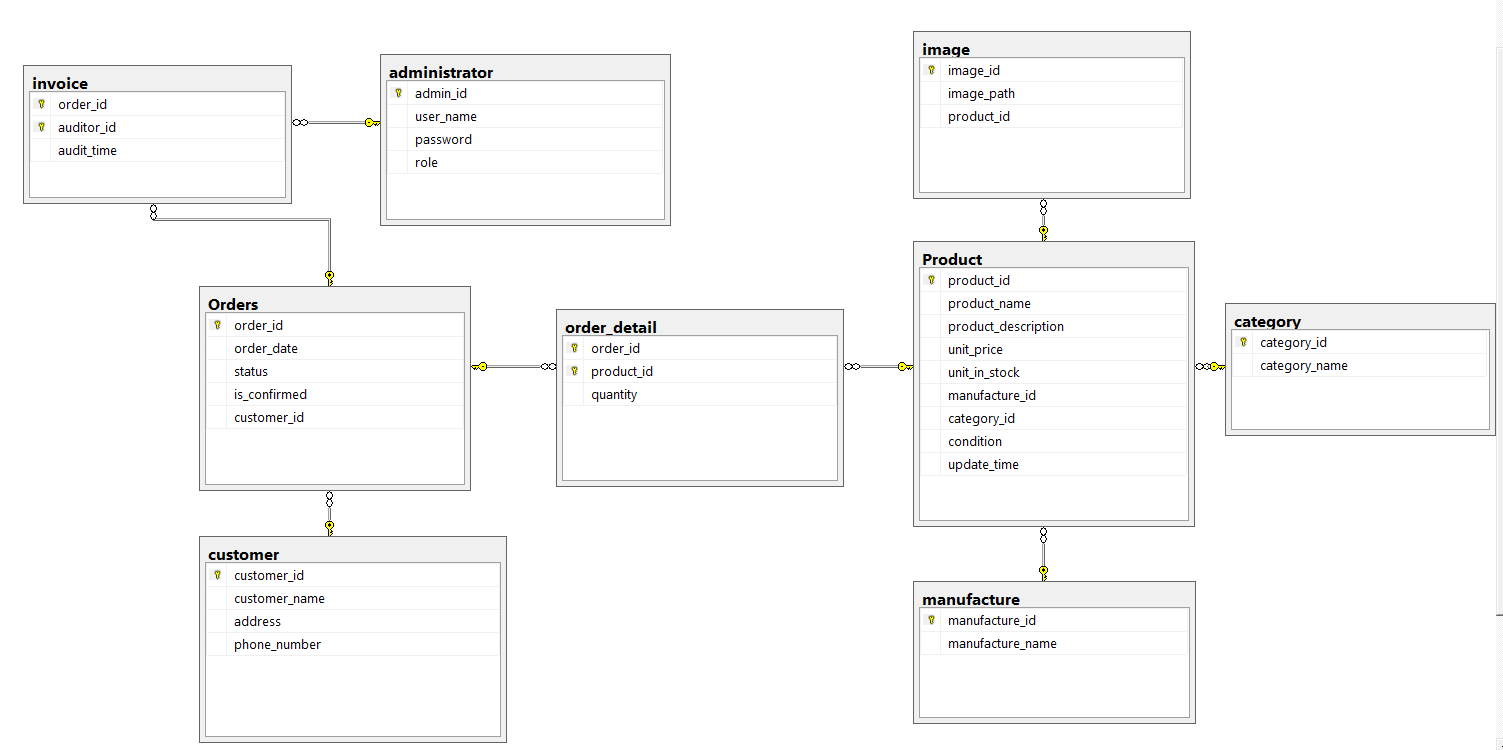 invoice
order_id
auditor_id
audit_time
administrator
admin_id
user_name
password
role
image
image_id
image_path
product_id
Orders
order_id
order_date
status
is_confirmed
customer_id
order_detail
order_id
product_id
quantity
Product
product_id
product_name
product_description
unit_price
unit_in_stock
manufacture_id
category_id
condition
update_time
category
category_id
category_name
customer
customer_id
customer_name
address
phone_number
manufacture
manufacture_id
manufacture_name